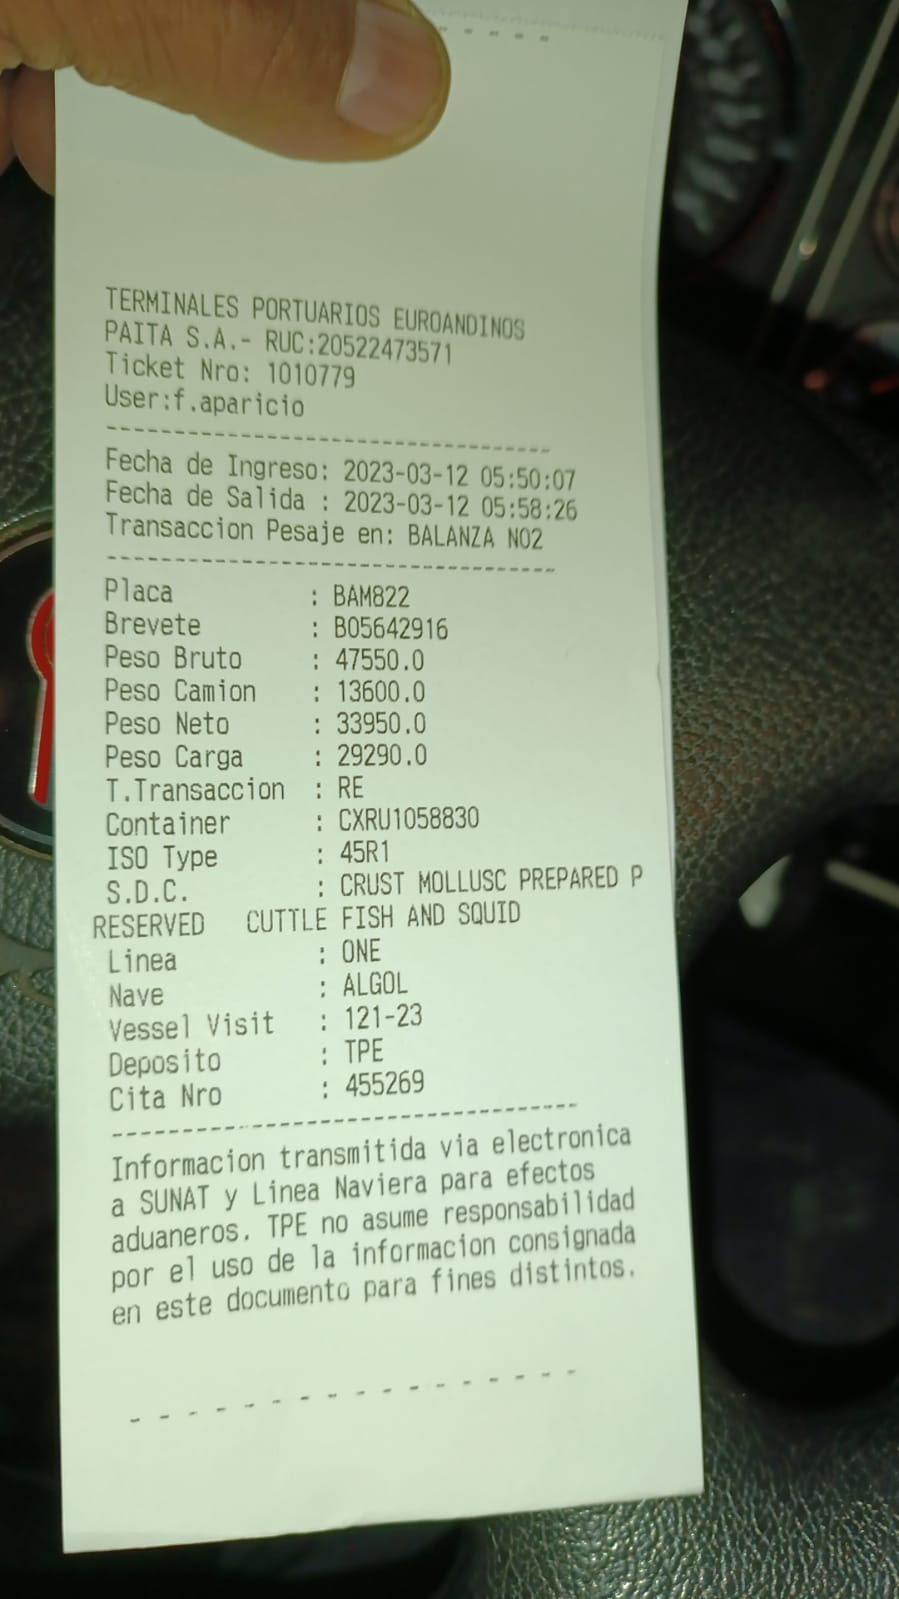 TERMINALES PORTUARIOS EUROANDINOS
PAITA S.A.- RUC:20522473571
Ticket Nro: 1010779
User:f.aparicio
--------------------------------
Fecha de Ingreso: 2023-03-12 05:50:07
Fecha de Salida : 2023-03-12 05:58:26
Transaccion Pesaje en: BALANZA NO2
--------------------------------
Placa : BAM822
Brevete : B05642916
Peso Bruto : 47550.0
Peso Camion : 13600.0
Peso Neto : 33950.0
Peso Carga : 29290.0
T.Transaccion : RE
Container : CXRU1058830
ISO Type : 45R1
S.D.C. : CRUST MOLLUSC PREPARED P
RESERVED CUTTLE FISH AND SQUID
Linea : ONE
Nave : ALGOL
Vessel Visit : 121-23
Deposito : TPE
Cita Nro : 455269
--------------------------------
Informacion transmitida via electronica
a SUNAT y Linea Naviera para efectos
aduaneros. TPE no asume responsabilidad
por el uso de la informacion consignada
en este documento para fines distintos.
- - - - - - - - - - - - - - - -